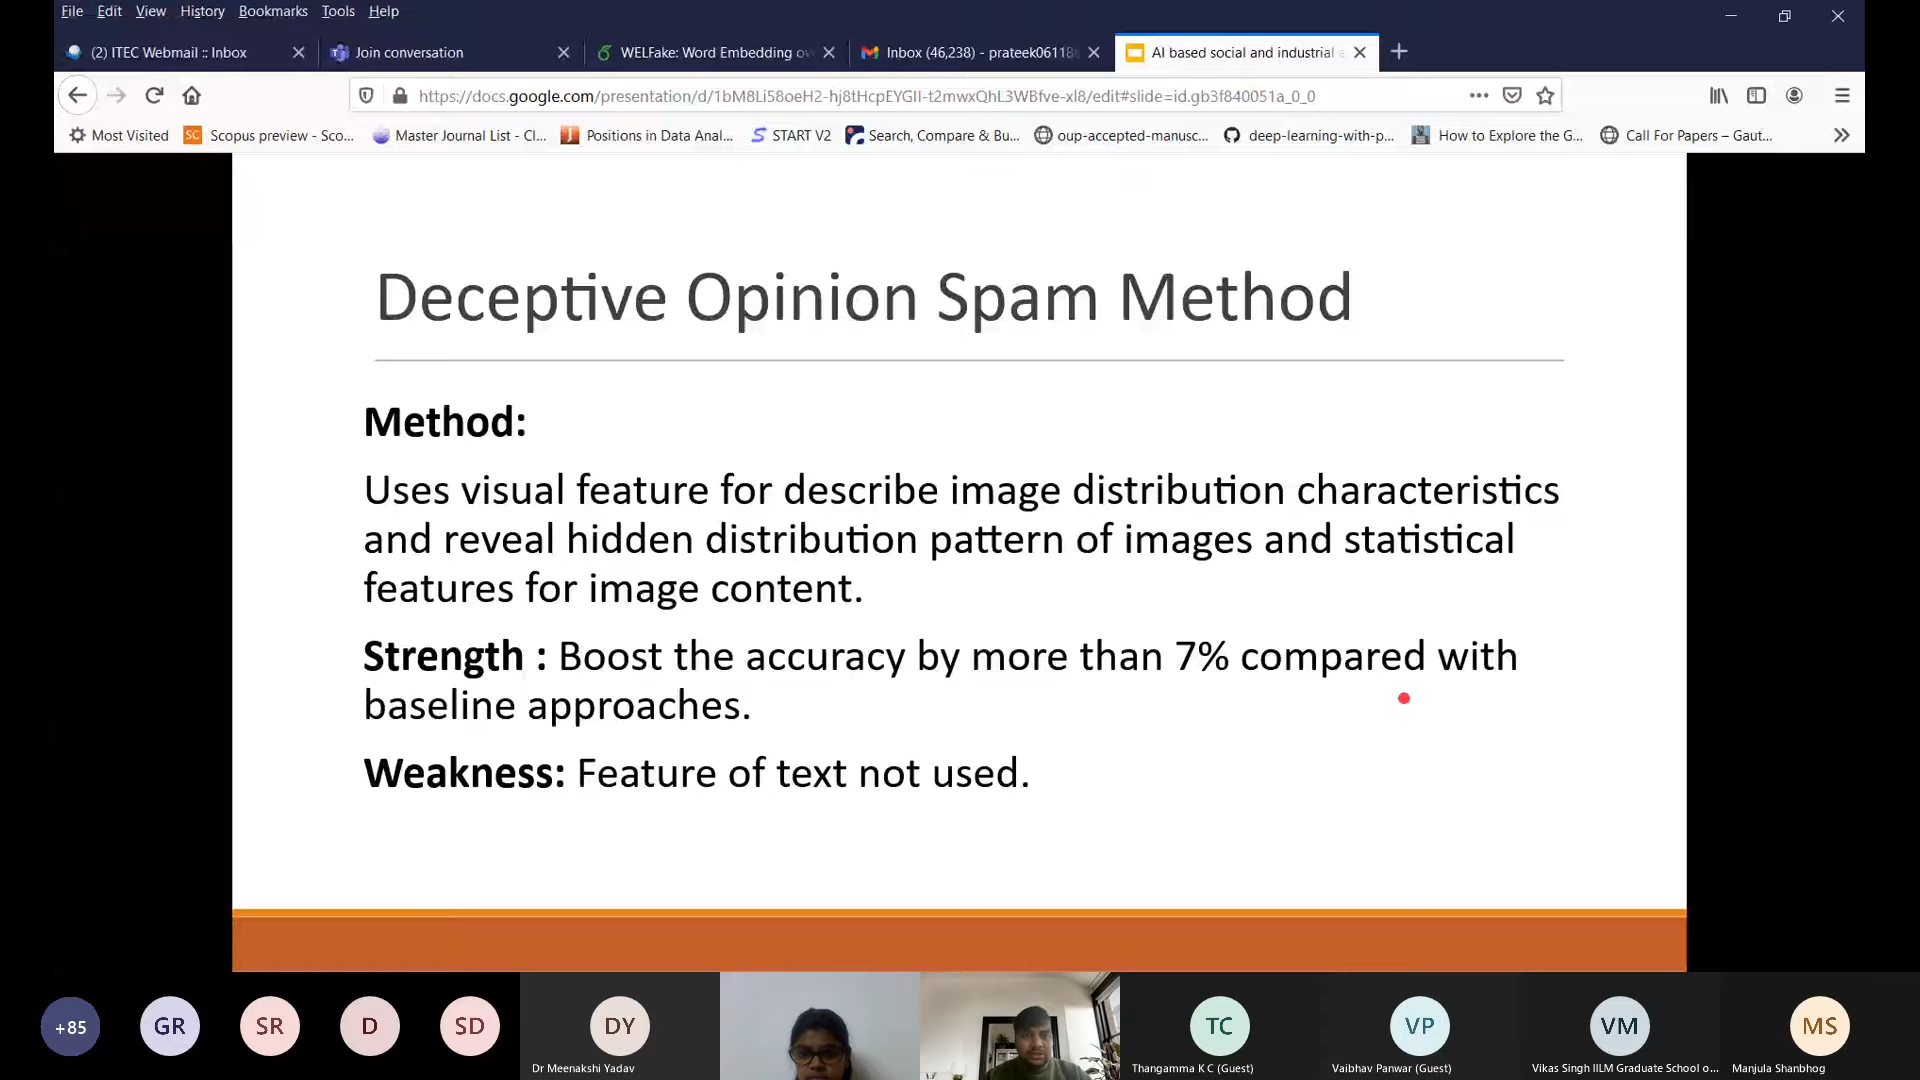 File Edit View History Bookmarks Tools Help
(2) ITEC Webmail :: Inbox
Join conversation
WELFake: Word Embedding ov
Inbox (46,238) - prateek06118
AI based social and industrial a
https://docs.google.com/presentation/d/1bM8Li58oeH2-hj8tHcpEYGII-t2mwxQhL3WBfve-xl8/edit#slide=id.gb3f840051a_0_0
Most Visited
SC Scopus preview - Sco...
Master Journal List - Cl...
Positions in Data Anal...
START V2
Search, Compare & Bu...
oup-accepted-manusc...
deep-learning-with-p...
How to Explore the G...
Call For Papers – Gaut...
Deceptive Opinion Spam Method
Method:
Uses visual feature for describe image distribution characteristics
and reveal hidden distribution pattern of images and statistical
features for image content.
Strength : Boost the accuracy by more than 7% compared with
baseline approaches.
Weakness: Feature of text not used.
+85
GR
SR
D
SD
DY
TC
VP
VM
MS
Dr Meenakshi Yadav
Thangamma K C (Guest)
Vaibhav Panwar (Guest)
Vikas Singh IILM Graduate School o...
Manjula Shanbhog